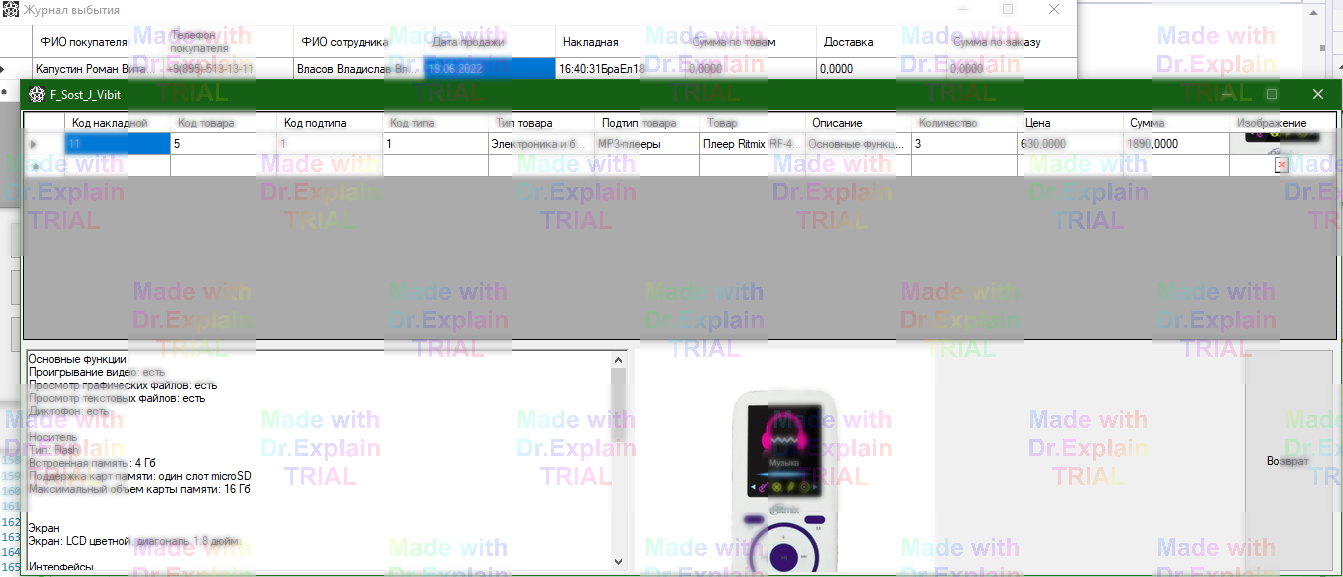 Журнал выбытия
ФИО покупателя Телефон покупателя ФИО сотрудника Дата продажи Накладная Сумма по товам Доставка Сумма по заказу
Капустин Роман Вита... +3(895)-513-13-11 Власов Владислав Вл... 18.06.2022 16:40:31БраЕл18 0,0000 0,0000 0,0000
F_Sost_J_Vibit
Код накладной Код товара Код подтипа Код типа Тип товара Подтип товара Товар Описание Количество Цена Сумма Изображение
11 5 1 1 Электроника и б... MP3-плееры Плеер Ritmix RF-4... Основные функц... 3 630,0000 1890,0000
Основные функции
Проигрывание видео: есть
Просмотр графических файлов: есть
Просмотр текстовых файлов: есть
Диктофон: есть
Носитель
Тип: flash
Встроенная память: 4 Гб
Поддержка карт памяти: один слот microSD
Максимальный объем карты памяти: 16 Гб
Экран
Экран: LCD цветной, диагональ 1.8 дюйм.
Интерфейсы
Музыка
Ritmix
M
Возврат
158
159
160
161
162
163
164
165
Made with
Dr.Explain
TRIAL